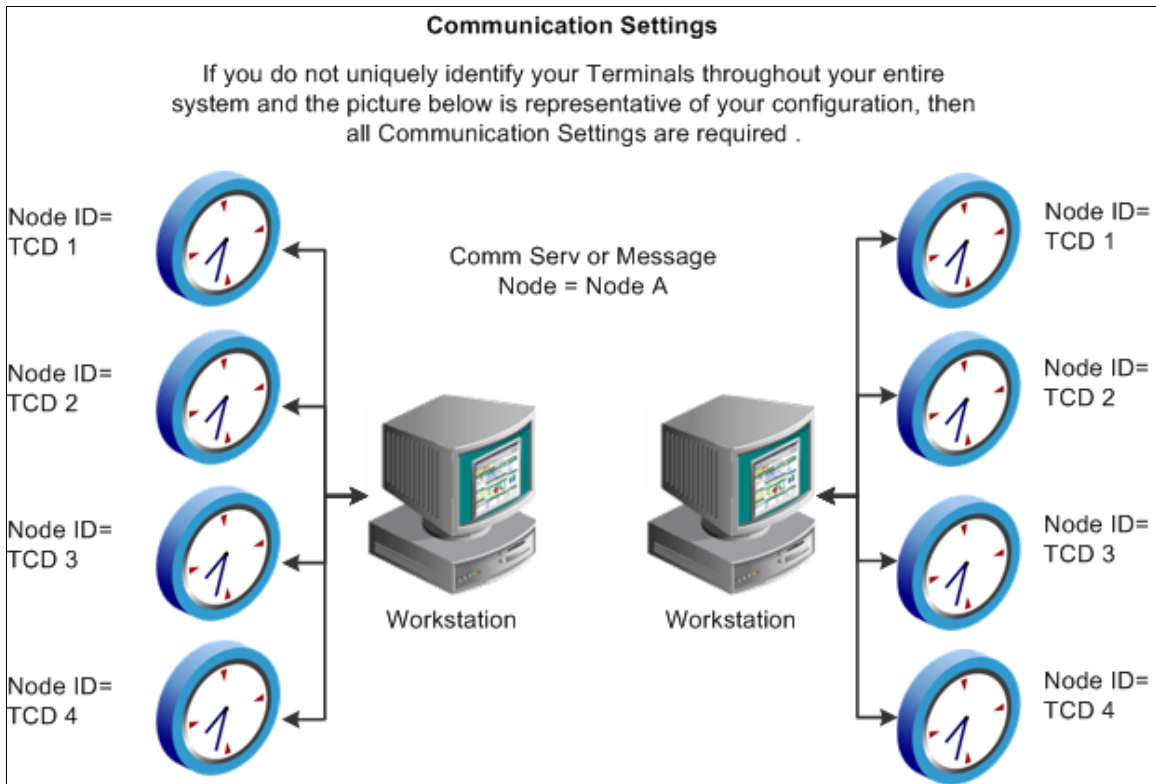 Communication Settings
If you do not uniquely identify your Terminals throughout your entire
system and the picture below is representative of your configuration, then
all Communication Settings are required .
Node ID=
TCD 1
Comm Serv or Message
Node = Node A
Node ID=
TCD 1
Node ID=
TCD 2
Node ID=
TCD 2
Node ID=
TCD 3
Node ID=
TCD 3
Workstation
Workstation
Node ID=
TCD 4
Node ID=
TCD 4